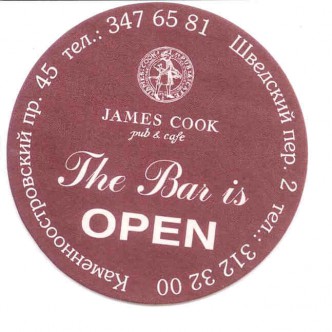 Каменноостровский пр. 45 тел.: 347 65 81
Шведский пер. 2 тел.: 312 32 00
JAMES COOK
pub & cafe
The Bar is
OPEN